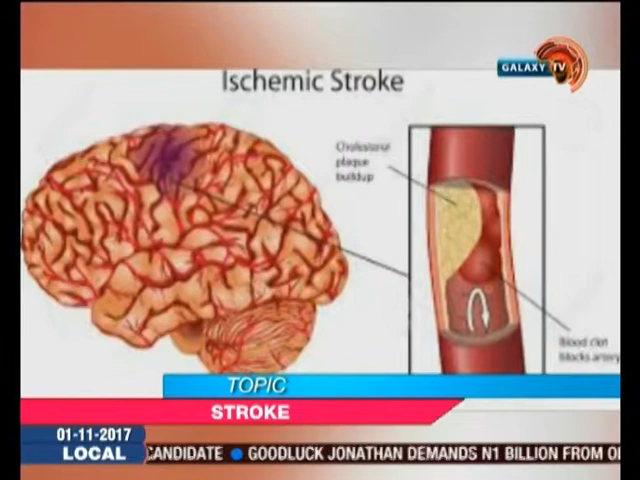 GALAXY TV
Ischemic Stroke
Cholesterol
plaque
buildup
Blood clot
blocks artery
TOPIC
STROKE
01-11-2017
LOCAL
CANDIDATE • GOODLUCK JONATHAN DEMANDS N1 BILLION FROM